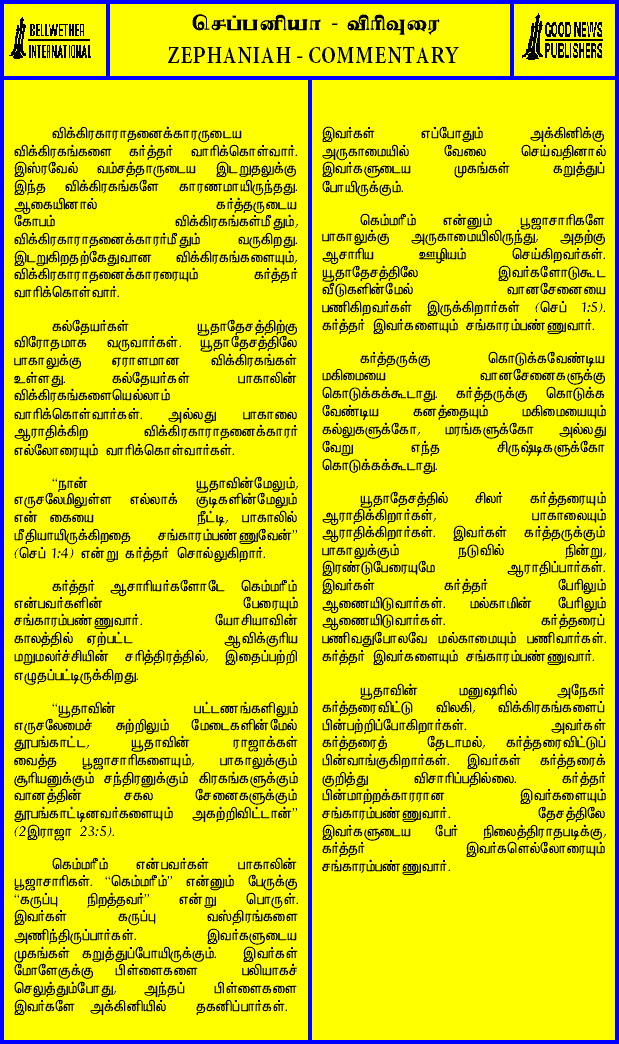 BELLWETHER
INTERNATIONAL
செப்பனியா - விரிவுரை
ZEPHANIAH - COMMENTARY
GOOD NEWS
PUBLISHERS
விக்கிரகாராதனைக்காரருடைய
விக்கிரகங்களை கர்த்தர் வாரிக்கொள்வார்.
இஸ்ரவேல் வம்சத்தாருடைய இடறுதலுக்கு
இந்த விக்கிரகங்களே காரணமாயிருந்தது.
ஆகையினால் கர்த்தருடைய
கோபம் விக்கிரகங்கள்மீதும்,
விக்கிரகாராதனைக்காரர்மீதும் வருகிறது.
இடறுகிறதற்கேதுவான விக்கிரகங்களையும்,
விக்கிரகாராதனைக்காரரையும் கர்த்தர்
வாரிக்கொள்வார்.
கல்தேயர்கள் யூதாதேசத்திற்கு
விரோதமாக வருவார்கள். யூதாதேசத்திலே
பாகாலுக்கு ஏராளமான விக்கிரகங்கள்
உள்ளது. கல்தேயர்கள் பாகாலின்
விக்கிரகங்களையெல்லாம்
வாரிக்கொள்வார்கள். அல்லது பாகாலை
ஆராதிக்கிற விக்கிரகாராதனைக்காரர்
எல்லோரையும் வாரிக்கொள்வார்கள்.
“நான் யூதாவின்மேலும்,
எருசலேமிலுள்ள எல்லாக் குடிகளின்மேலும்
என் கையை நீட்டி, பாகாலில்
மீதியாயிருக்கிறதை சங்காரம்பண்ணுவேன்”
(செப் 1:4) என்று கர்த்தர் சொல்லுகிறார்.
கர்த்தர் ஆசாரியர்களோடே கெம்மரீம்
என்பவர்களின் பேரையும்
சங்காரம்பண்ணுவார். யோசியாவின்
காலத்தில் ஏற்பட்ட ஆவிக்குரிய
மறுமலர்ச்சியின் சரித்திரத்தில், இதைப்பற்றி
எழுதப்பட்டிருக்கிறது.
“யூதாவின் பட்டணங்களிலும்
எருசலேமைச் சுற்றிலும் மேடைகளின்மேல்
தூபங்காட்ட, யூதாவின் ராஜாக்கள்
வைத்த பூஜாசாரிகளையும், பாகாலுக்கும்
சூரியனுக்கும் சந்திரனுக்கும் கிரகங்களுக்கும்
வானத்தின் சகல சேனைகளுக்கும்
தூபங்காட்டினவர்களையும் அகற்றிவிட்டான்”
(2இராஜா 23:5).
கெம்மரீம் என்பவர்கள் பாகாலின்
பூஜாசாரிகள். “கெம்மரீம்” என்னும் பேருக்கு
“கருப்பு நிறத்தவர்” என்று பொருள்.
இவர்கள் கருப்பு வஸ்திரங்களை
அணிந்திருப்பார்கள். இவர்களுடைய
முகங்கள் கறுத்துப்போயிருக்கும். இவர்கள்
மோளேகுக்கு பிள்ளைகளை பலியாகச்
செலுத்தும்போது, அந்தப் பிள்ளைகளை
இவர்களே அக்கினியில் தகனிப்பார்கள்.
இவர்கள் எப்போதும் அக்கினிக்கு
அருகாமையில் வேலை செய்வதினால்
இவர்களுடைய முகங்கள் கறுத்துப்
போயிருக்கும்.
கெம்மரீம் என்னும் பூஜாசாரிகளே
பாகாலுக்கு அருகாமையிலிருந்து, அதற்கு
ஆசாரிய ஊழியம் செய்கிறவர்கள்.
யூதாதேசத்திலே இவர்களோடுகூட
வீடுகளின்மேல் வானசேனையை
பணிகிறவர்கள் இருக்கிறார்கள் (செப் 1:5).
கர்த்தர் இவர்களையும் சங்காரம்பண்ணுவார்.
கர்த்தருக்கு கொடுக்கவேண்டிய
மகிமையை வானசேனைகளுக்கு
கொடுக்கக்கூடாது. கர்த்தருக்கு கொடுக்க
வேண்டிய கனத்தையும் மகிமையையும்
கல்லுகளுக்கோ, மரங்களுக்கோ அல்லது
வேறு எந்த சிருஷ்டிகளுக்கோ
கொடுக்கக்கூடாது.
யூதாதேசத்தில் சிலர் கர்த்தரையும்
ஆராதிக்கிறார்கள், பாகாலையும்
ஆராதிக்கிறார்கள். இவர்கள் கர்த்தருக்கும்
பாகாலுக்கும் நடுவில் நின்று,
இரண்டுபேரையுமே ஆராதிப்பார்கள்.
இவர்கள் கர்த்தர் பேரிலும்
ஆணையிடுவார்கள். மல்காமின் பேரிலும்
ஆணையிடுவார்கள். கர்த்தரைப்
பணிவதுபோலவே மல்காமையும் பணிவார்கள்.
கர்த்தர் இவர்களையும் சங்காரம்பண்ணுவார்.
யூதாவின் மனுஷரில் அநேகர்
கர்த்தரைவிட்டு விலகி, விக்கிரகங்களைப்
பின்பற்றிப்போகிறார்கள். அவர்கள்
கர்த்தரைத் தேடாமல், கர்த்தரைவிட்டுப்
பின்வாங்குகிறார்கள். இவர்கள் கர்த்தரைக்
குறித்து விசாரிப்பதில்லை. கர்த்தர்
பின்மாற்றக்காரரான இவர்களையும்
சங்காரம்பண்ணுவார். தேசத்திலே
இவர்களுடைய பேர் நிலைத்திராதபடிக்கு,
கர்த்தர் இவர்களெல்லோரையும்
சங்காரம்பண்ணுவார்.